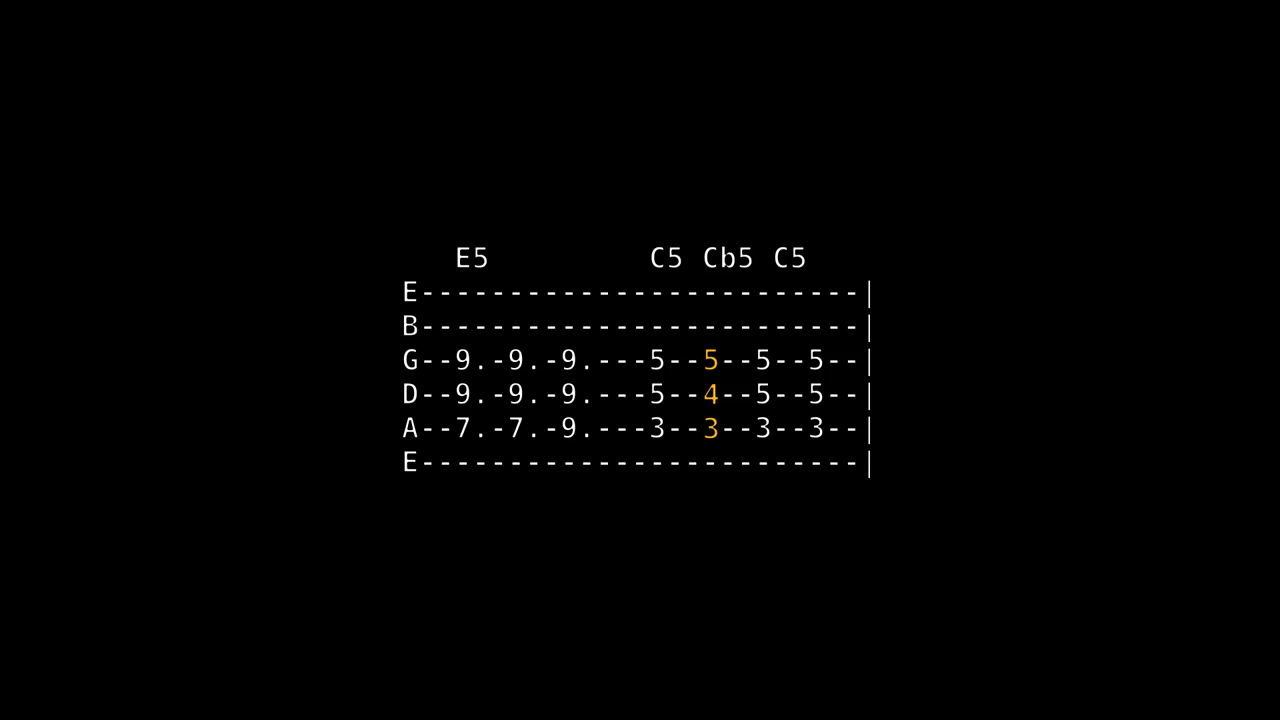 E5         C5 Cb5 C5
E-------------------------|
B-------------------------|
G--9.-9.-9.---5--5--5--5--|
D--9.-9.-9.---5--4--5--5--|
A--7.-7.-9.---3--3--3--3--|
E-------------------------|